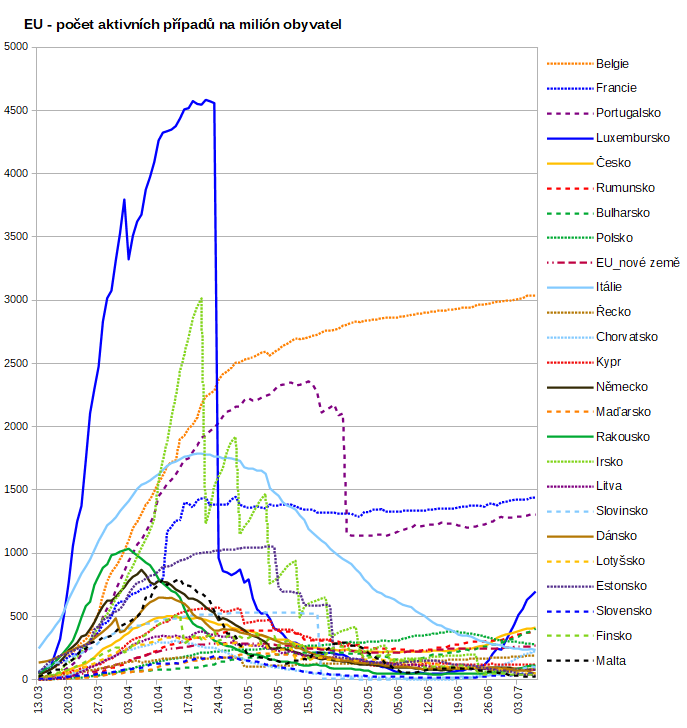 EU - počet aktivních případů na milión obyvatel
5000
4500
4000
3500
3000
2500
2000
1500
1000
500
0
13.03
20.03
27.03
03.04
10.04
17.04
24.04
01.05
08.05
15.05
22.05
29.05
05.06
12.06
19.06
26.06
03.07
Belgie
Francie
Portugalsko
Luxembursko
Česko
Rumunsko
Bulharsko
Polsko
EU_nové země
Itálie
Řecko
Chorvatsko
Kypr
Německo
Maďarsko
Rakousko
Irsko
Litva
Slovinsko
Dánsko
Lotyšsko
Estonsko
Slovensko
Finsko
Malta